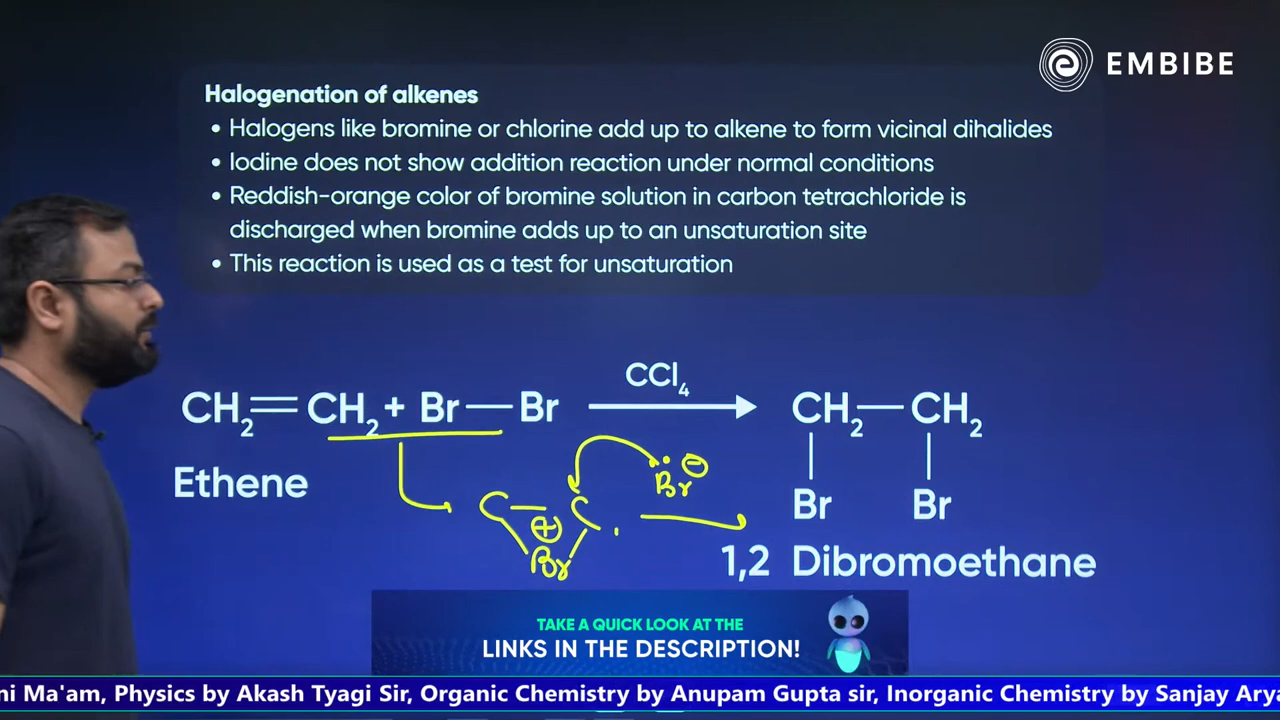 EMBIBE
Halogenation of alkenes
• Halogens like bromine or chlorine add up to alkene to form vicinal dihalides
• Iodine does not show addition reaction under normal conditions
• Reddish-orange color of bromine solution in carbon tetrachloride is
discharged when bromine adds up to an unsaturation site
• This reaction is used as a test for unsaturation
CCl₄
CH₂=CH₂ + Br—Br → CH₂—CH₂
Br⊖
Ethene
C—C
⊕
Br Br
Br
1,2 Dibromoethane
TAKE A QUICK LOOK AT THE
LINKS IN THE DESCRIPTION!
Ma'am, Physics by Akash Tyagi Sir, Organic Chemistry by Anupam Gupta sir, Inorganic Chemistry by Sanjay Arya